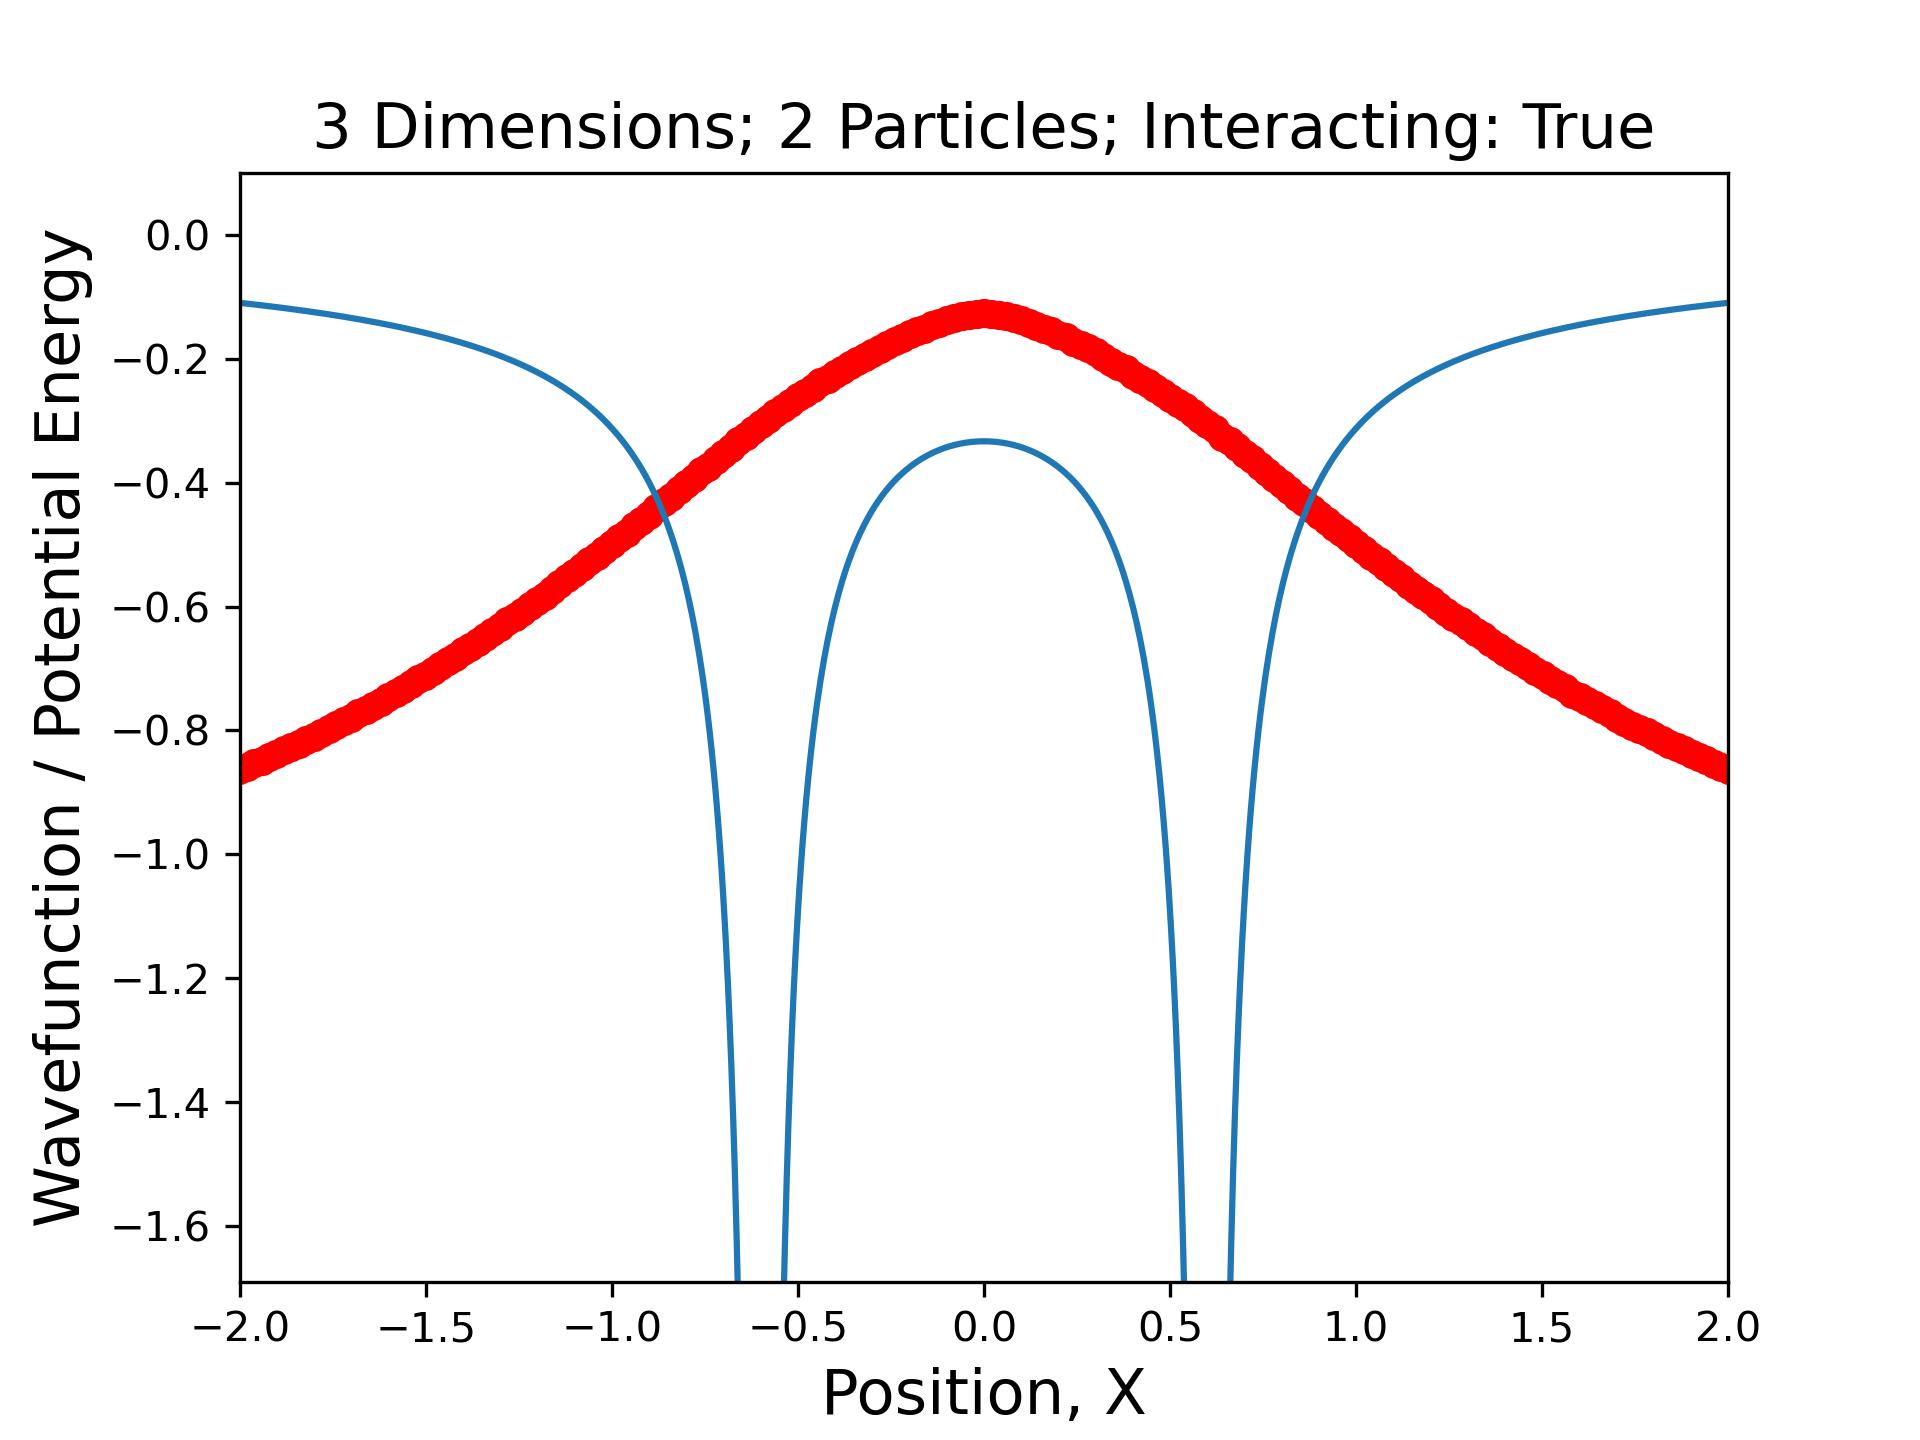 3 Dimensions; 2 Particles; Interacting: True
Wavefunction / Potential Energy
0.0
−0.2
−0.4
−0.6
−0.8
−1.0
−1.2
−1.4
−1.6
−2.0 −1.5 −1.0 −0.5 0.0 0.5 1.0 1.5 2.0
Position, X